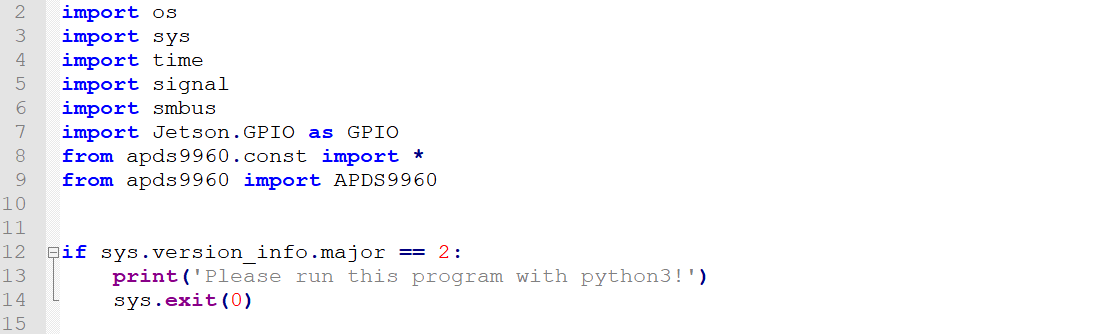 2 import os
3 import sys
4 import time
5 import signal
6 import smbus
7 import Jetson.GPIO as GPIO
8 from apds9960.const import *
9 from apds9960 import APDS9960
10
11
12 if sys.version_info.major == 2:
13     print('Please run this program with python3!')
14     sys.exit(0)
15